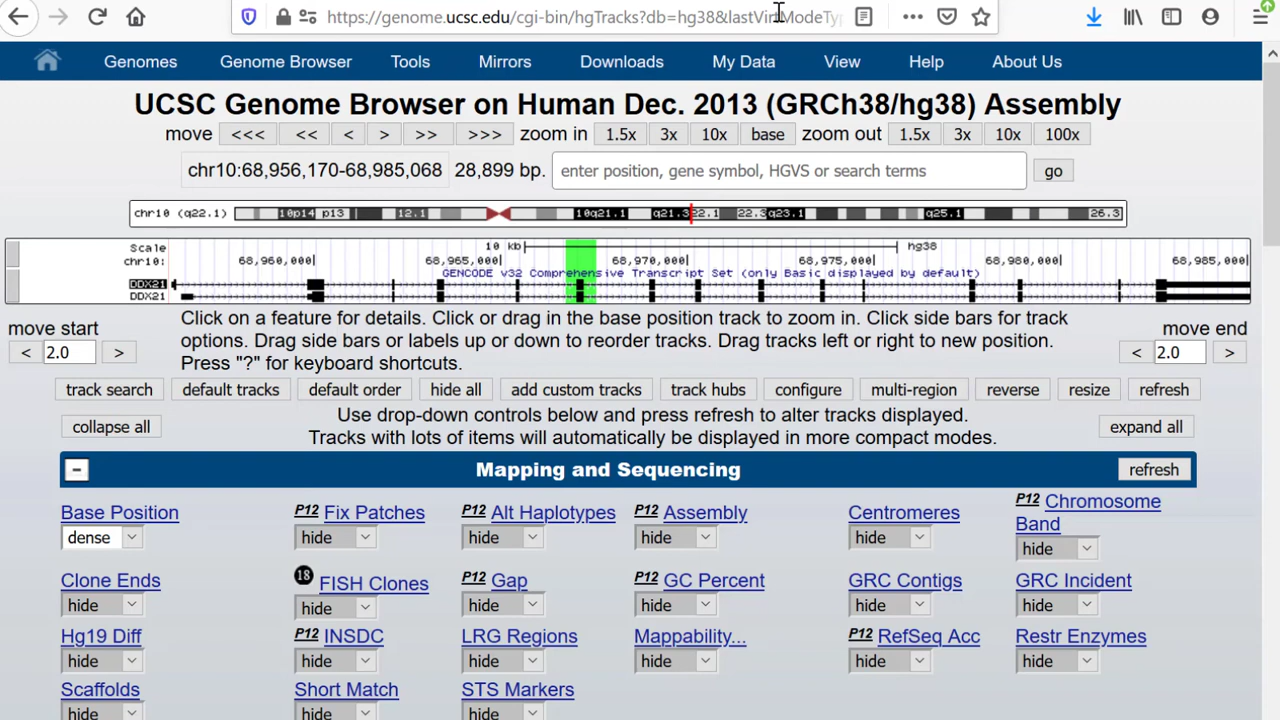 https://genome.ucsc.edu/cgi-bin/hgTracks?db=hg38&lastVirtModeTyp
Genomes Genome Browser Tools Mirrors Downloads My Data View Help About Us
UCSC Genome Browser on Human Dec. 2013 (GRCh38/hg38) Assembly
move <<< << < > >> >>> zoom in 1.5x 3x 10x base zoom out 1.5x 3x 10x 100x
chr10:68,956,170-68,985,068 28,899 bp. enter position, gene symbol, HGVS or search terms go
chr10 (q22.1) 10p14 p13 12.1 10q21.1 q21.3 22.1 22.3 q23.1 q25.1 26.3
Scale 10 kb hg38
chr10: 68,960,000| 68,965,000| 68,970,000| 68,975,000| 68,980,000| 68,985,000|
GENCODE v32 Comprehensive Transcript Set (only Basic displayed by default)
DDX21
DDX21
move start Click on a feature for details. Click or drag in the base position track to zoom in. Click side bars for track move end
< 2.0 > options. Drag side bars or labels up or down to reorder tracks. Drag tracks left or right to new position. < 2.0 >
Press "?" for keyboard shortcuts.
track search default tracks default order hide all add custom tracks track hubs configure multi-region reverse resize refresh
collapse all Use drop-down controls below and press refresh to alter tracks displayed. expand all
Tracks with lots of items will automatically be displayed in more compact modes.
- Mapping and Sequencing refresh
Base Position P12 Fix Patches P12 Alt Haplotypes P12 Assembly Centromeres P12 Chromosome Band
dense hide hide hide hide hide
Clone Ends 18 FISH Clones P12 Gap P12 GC Percent GRC Contigs GRC Incident
hide hide hide hide hide hide
Hg19 Diff P12 INSDC LRG Regions Mappability... P12 RefSeq Acc Restr Enzymes
hide hide hide hide hide hide
Scaffolds Short Match STS Markers
hide hide hide